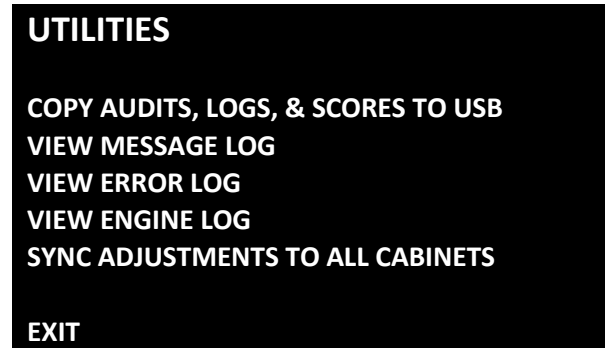 UTILITIES
COPY AUDITS, LOGS, & SCORES TO USB
VIEW MESSAGE LOG
VIEW ERROR LOG
VIEW ENGINE LOG
SYNC ADJUSTMENTS TO ALL CABINETS
EXIT